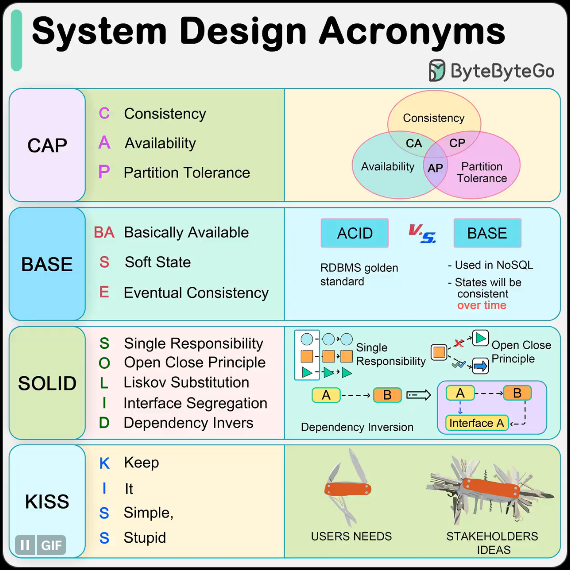 System Design Acronyms
ByteByteGo
CAP
C Consistency
A Availability
P Partition Tolerance
Consistency
CA
CP
Availability
AP
Partition
Tolerance
BASE
BA Basically Available
S Soft State
E Eventual Consistency
ACID
V.S.
BASE
RDBMS golden
standard
- Used in NoSQL
- States will be
consistent
over time
SOLID
S Single Responsibility
O Open Close Principle
L Liskov Substitution
I Interface Segregation
D Dependency Invers
Single
Responsibility
Open Close
Principle
A
B
A
B
Interface A
Dependency Inversion
KISS
K Keep
I It
S Simple,
S Stupid
USERS NEEDS
STAKEHOLDERS
IDEAS
GIF